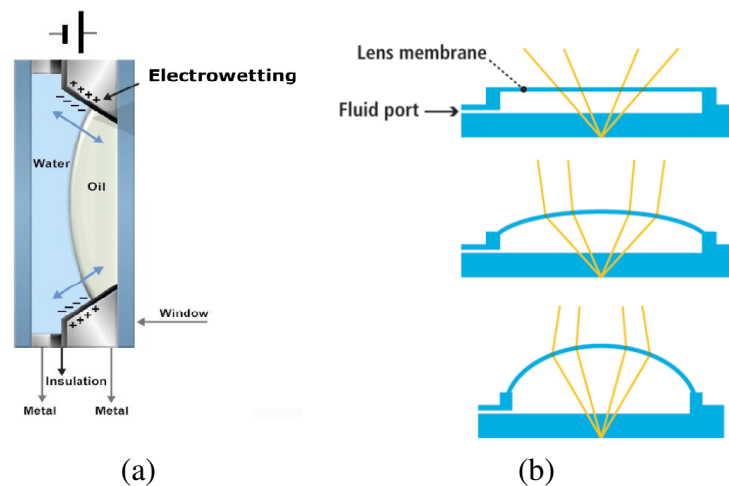 Electrowetting
++++
----
Water
Oil
----
++++
Window
Insulation
Metal Metal
(a)
Lens membrane
Fluid port
(b)